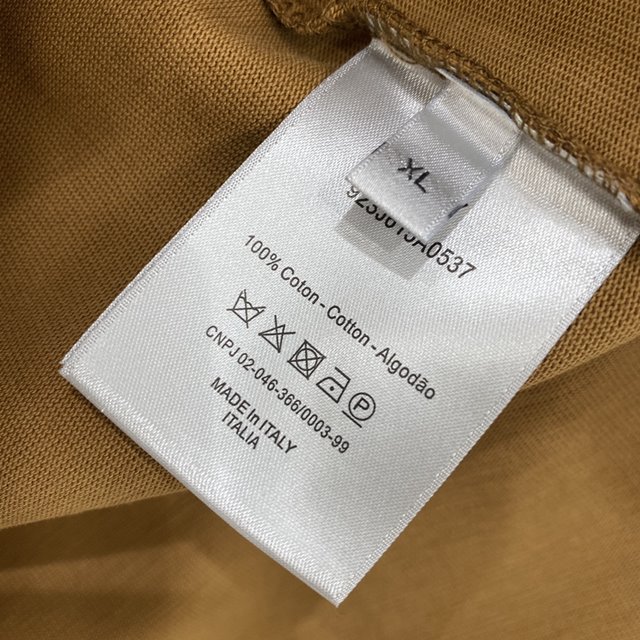 XL
100% Coton - Cotton - Algodão
P
CNPJ 02-046-366/0003-99
MADE In ITALY
ITALIA